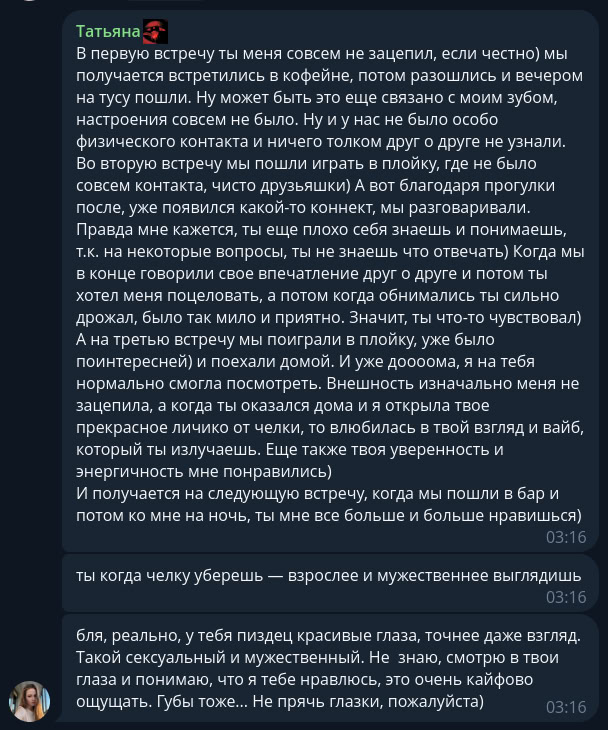 Татьяна
В первую встречу ты меня совсем не зацепил, если честно) мы
получается встретились в кофейне, потом разошлись и вечером
на тусу пошли. Ну может быть это еще связано с моим зубом,
настроения совсем не было. Ну и у нас не было особо
физического контакта и ничего толком друг о друге не узнали.
Во вторую встречу мы пошли играть в плойку, где не было
совсем контакта, чисто друзьяшки) А вот благодаря прогулки
после, уже появился какой-то коннект, мы разговаривали.
Правда мне кажется, ты еще плохо себя знаешь и понимаешь,
т.к. на некоторые вопросы, ты не знаешь что отвечать) Когда мы
в конце говорили свое впечатление друг о друге и потом ты
хотел меня поцеловать, а потом когда обнимались ты сильно
дрожал, было так мило и приятно. Значит, ты что-то чувствовал)
А на третью встречу мы поиграли в плойку, уже было
поинтересней) и поехали домой. И уже доооома, я на тебя
нормально смогла посмотреть. Внешность изначально меня не
зацепила, а когда ты оказался дома и я открыла твое
прекрасное личико от челки, то влюбилась в твой взгляд и вайб,
который ты излучаешь. Еще также твоя уверенность и
энергичность мне понравились)
И получается на следующую встречу, когда мы пошли в бар и
потом ко мне на ночь, ты мне все больше и больше нравишься)
03:16
ты когда челку уберешь — взрослее и мужественнее выглядишь
03:16
бля, реально, у тебя пиздец красивые глаза, точнее даже взгляд.
Такой сексуальный и мужественный. Не знаю, смотрю в твои
глаза и понимаю, что я тебе нравлюсь, это очень кайфово
ощущать. Губы тоже... Не прячь глазки, пожалуйста)
03:16